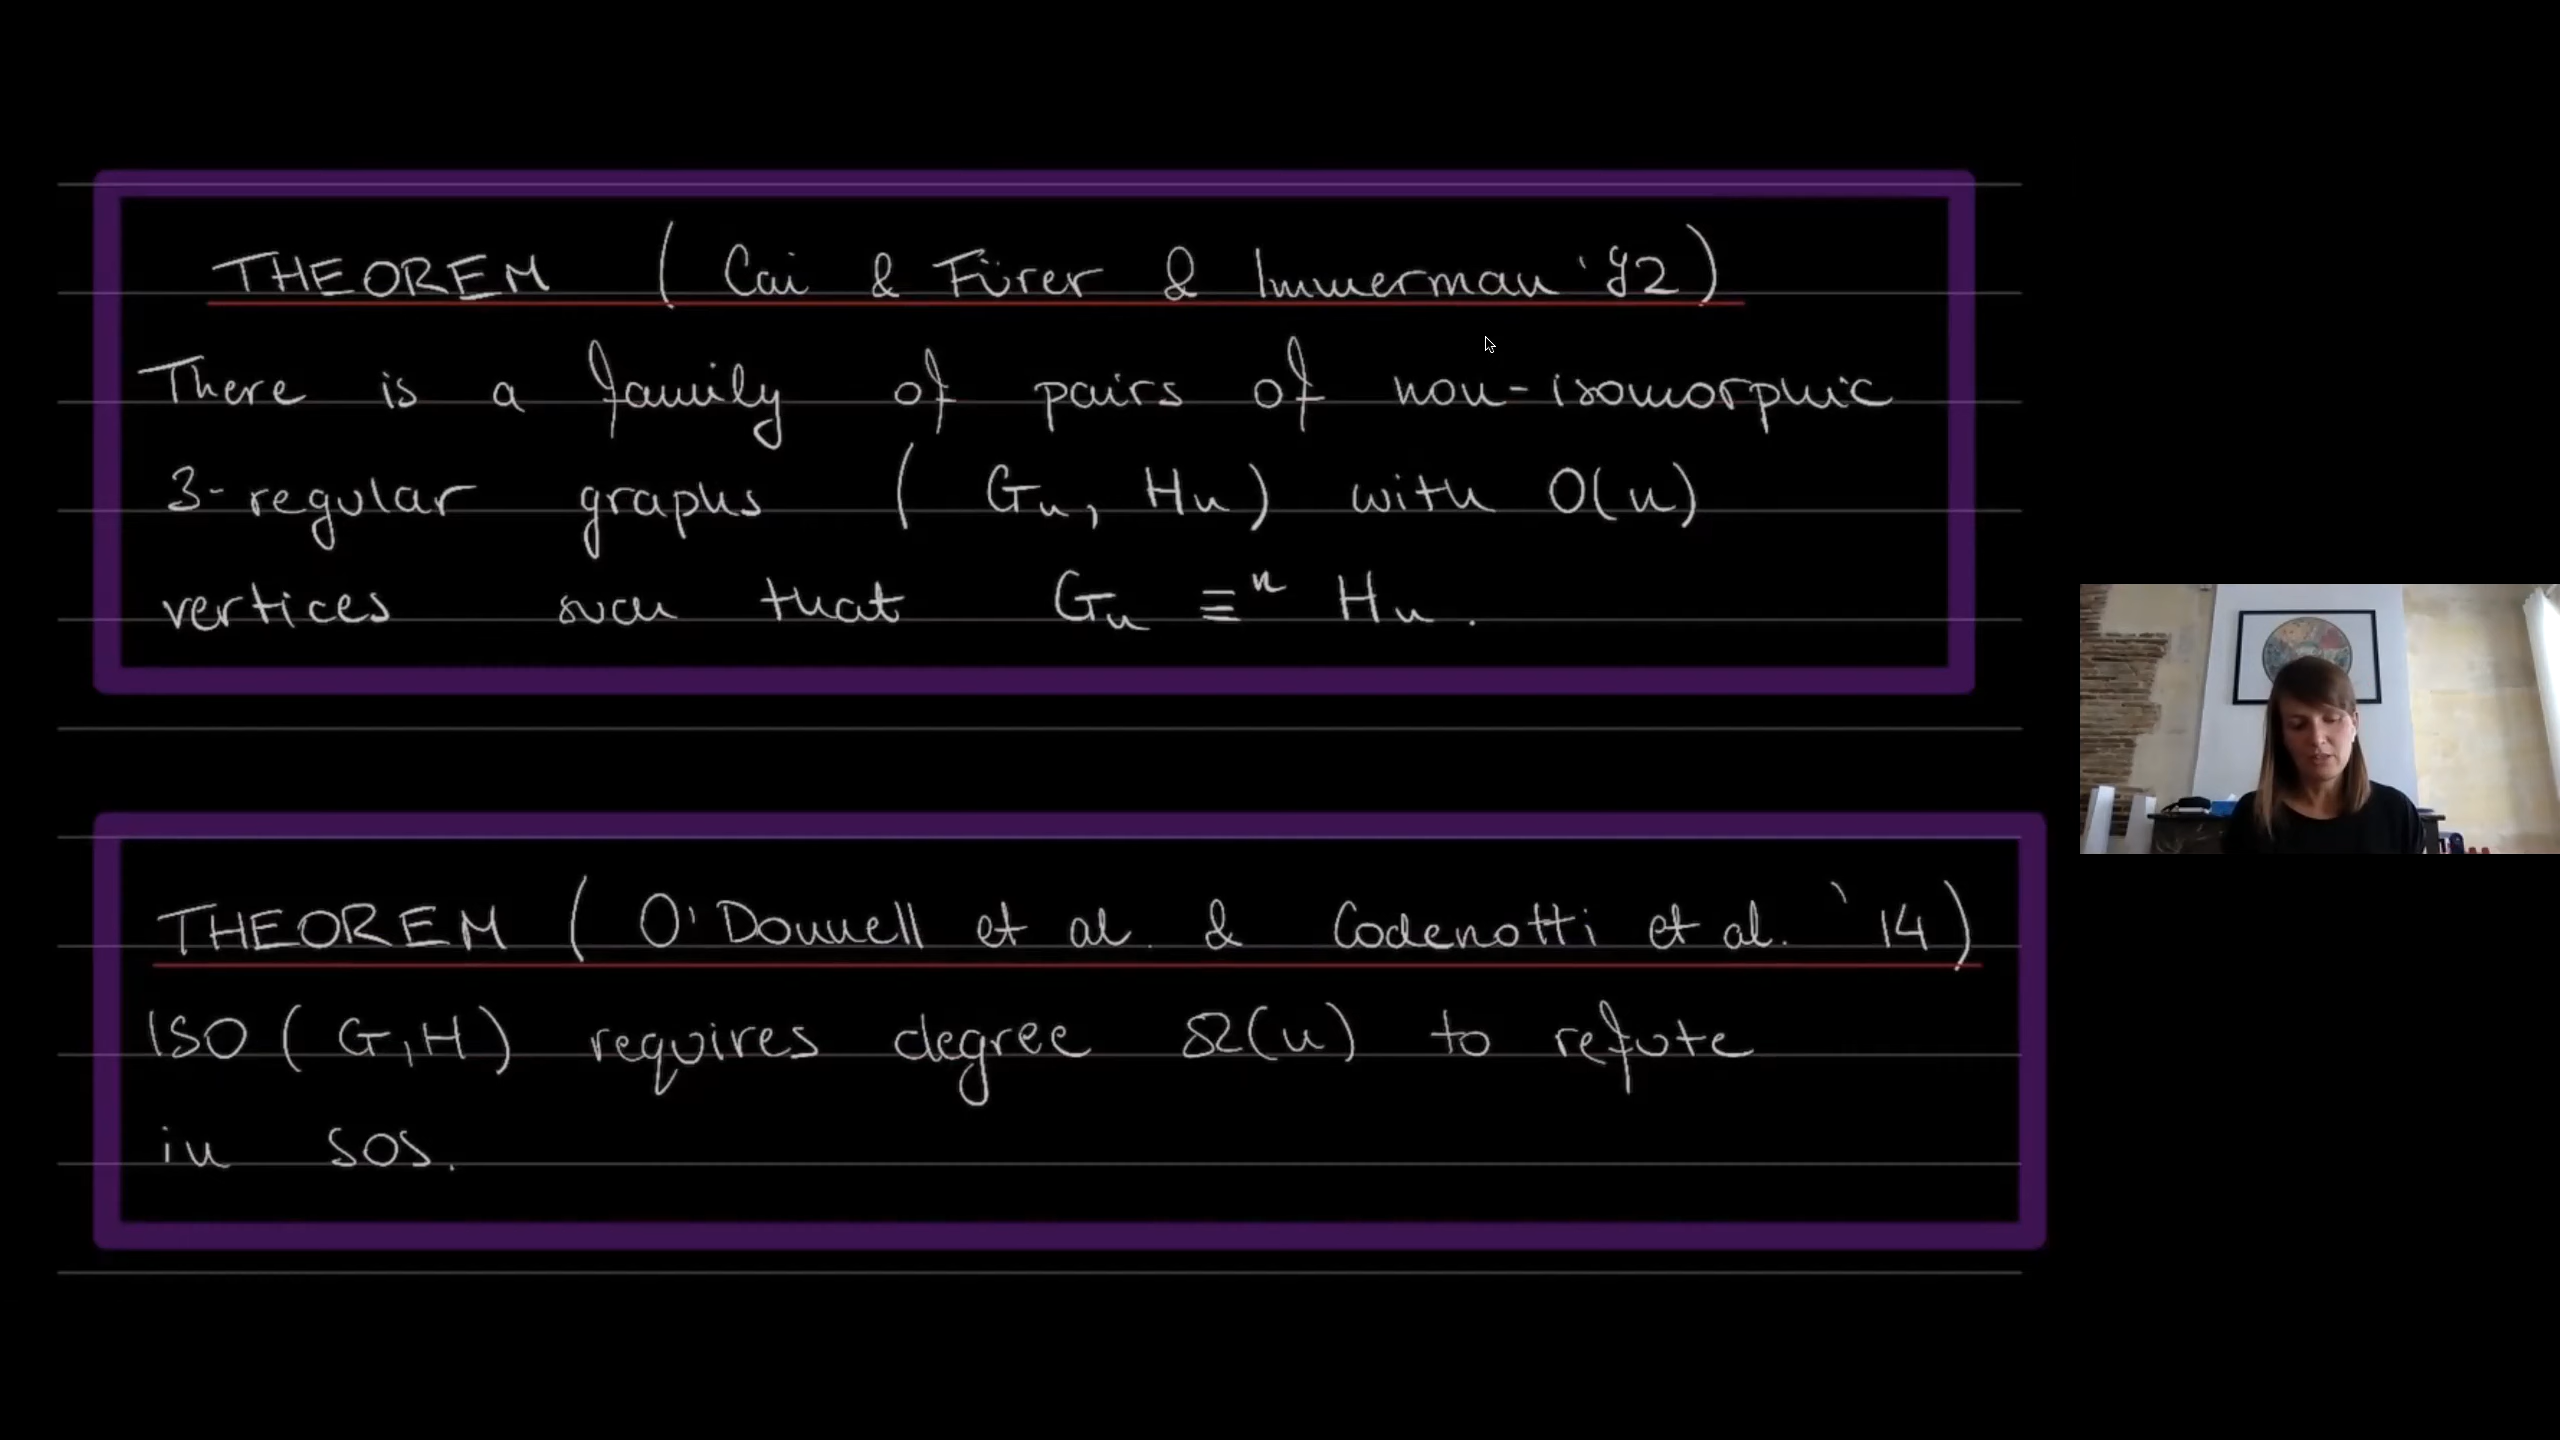 THEOREM ( Cai & Fürer & Immerman '92)
There is a family of pairs of non-isomorphic
3-regular graphs ( Gn, Hn) with O(n)
vertices such that Gn ≡ⁿ Hn.
THEOREM ( O'Donnell et al. & Codenotti et al. `14)
ISO ( G,H) requires degree Ω(n) to refute
in SOS.